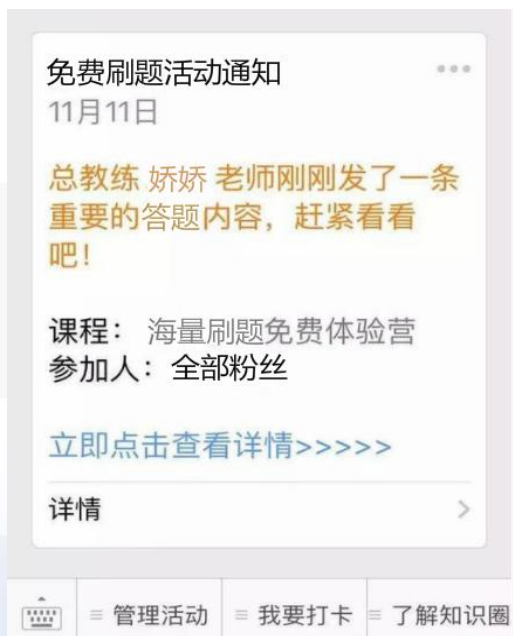 免费刷题活动通知
11月11日
总教练 娇娇 老师刚刚发了一条
重要的答题内容，赶紧看看
吧！
课程： 海量刷题免费体验营
参加人：全部粉丝
立即点击查看详情>>>>>
详情
管理活动 我要打卡 了解知识圈